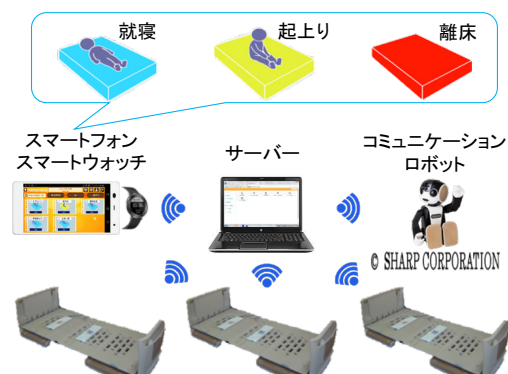 就寝
起上り
離床
スマートフォン
スマートウォッチ
サーバー
コミュニケーション
ロボット
© SHARP CORPORATION